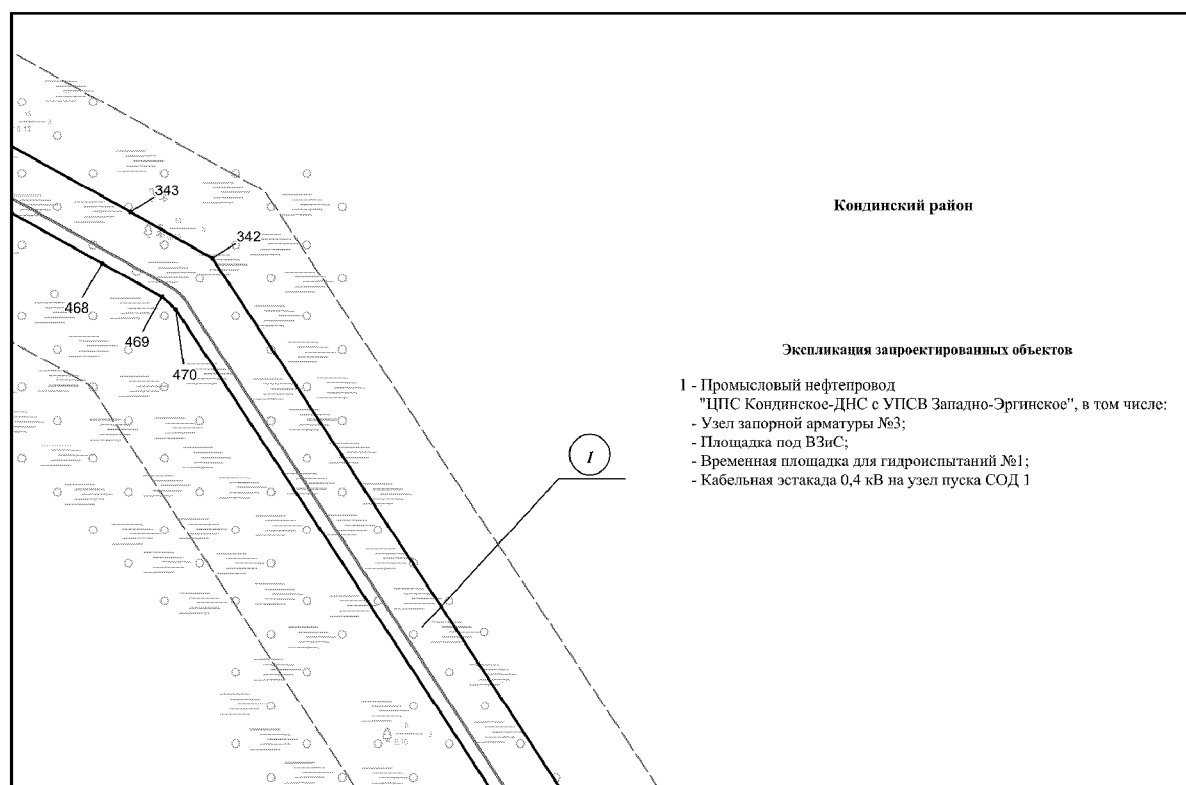 343
342
468
469
470
1
Кондинский район
Экспликация запроектированных объектов
1 - Промысловый нефтепровод
"ЦПС Кондинское-ДНС с УПСВ Западно-Эргинское", в том числе:
- Узел запорной арматуры №3;
- Площадка под ВЗиС;
- Временная площадка для гидроиспытаний №1;
- Кабельная эстакада 0,4 кВ на узел пуска СОД 1